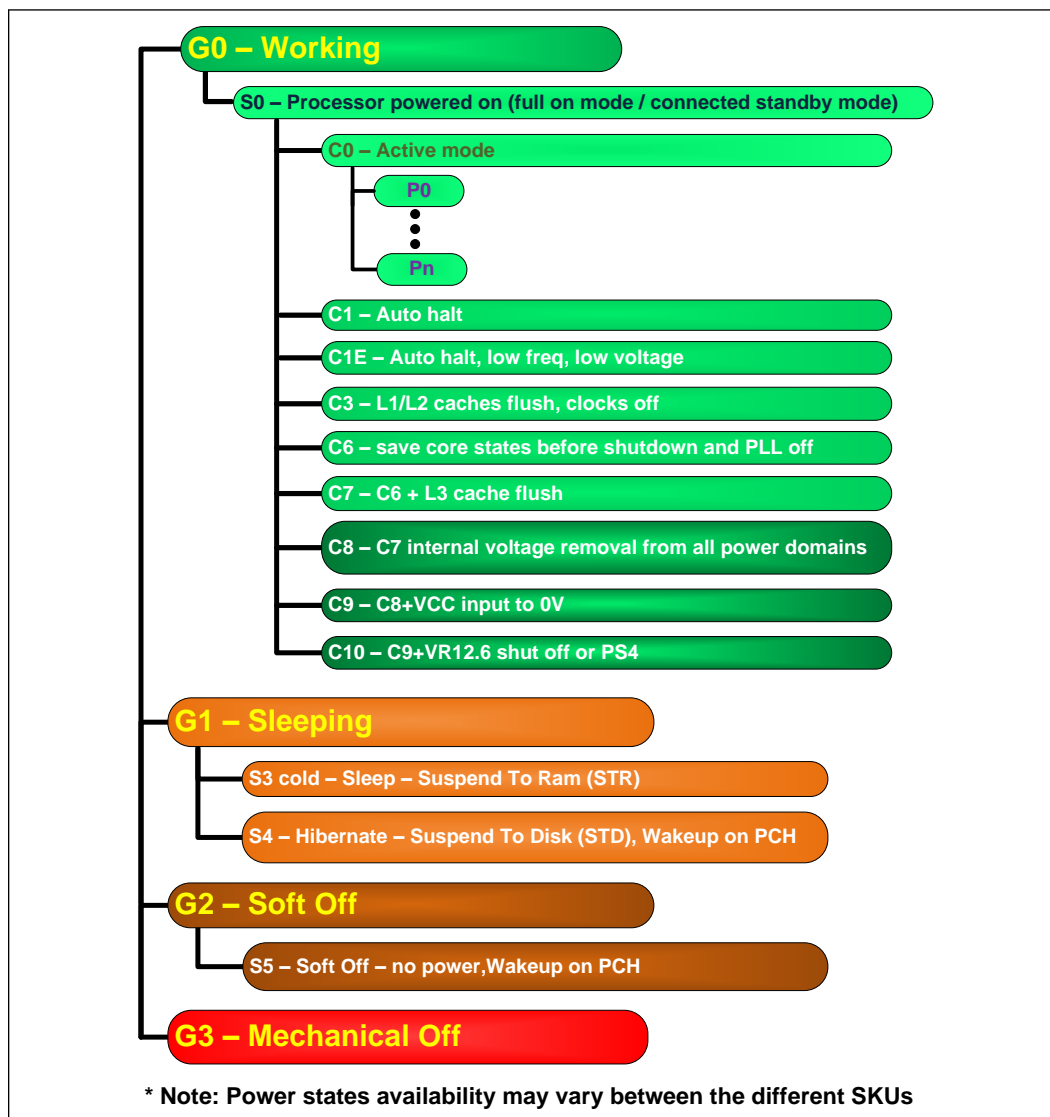 G0 – Working
S0 – Processor powered on (full on mode / connected standby mode)
C0 – Active mode
P0
Pn
C1 – Auto halt
C1E – Auto halt, low freq, low voltage
C3 – L1/L2 caches flush, clocks off
C6 – save core states before shutdown and PLL off
C7 – C6 + L3 cache flush
C8 – C7 internal voltage removal from all power domains
C9 – C8+VCC input to 0V
C10 – C9+VR12.6 shut off or PS4
G1 – Sleeping
S3 cold – Sleep – Suspend To Ram (STR)
S4 – Hibernate – Suspend To Disk (STD), Wakeup on PCH
G2 – Soft Off
S5 – Soft Off – no power,Wakeup on PCH
G3 – Mechanical Off
* Note: Power states availability may vary between the different SKUs